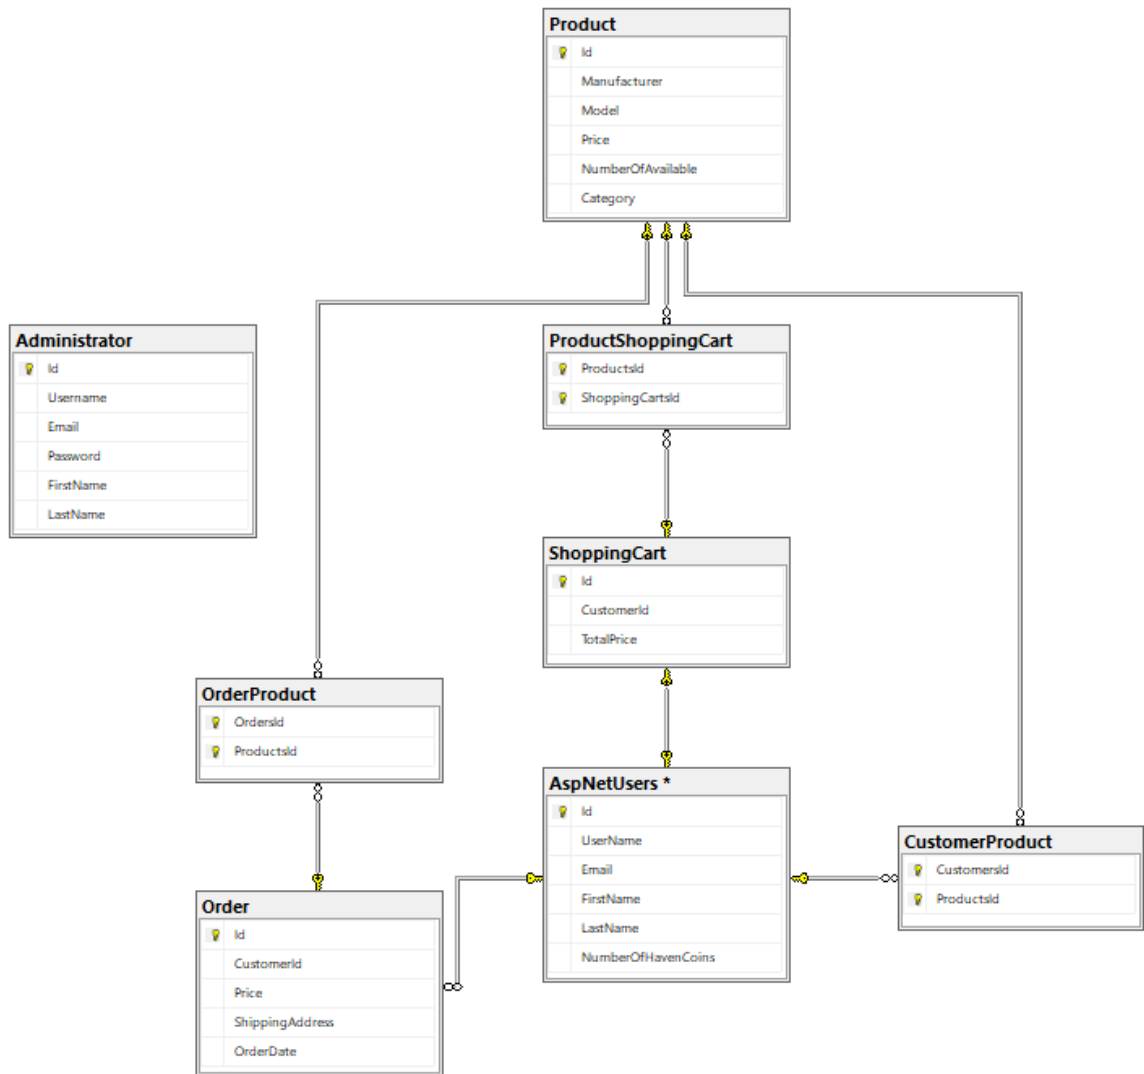 Product
Id
Manufacturer
Model
Price
NumberOfAvailable
Category
Administrator
Id
Username
Email
Password
FirstName
LastName
ProductShoppingCart
ProductsId
ShoppingCartsId
ShoppingCart
Id
CustomerId
TotalPrice
OrderProduct
OrdersId
ProductsId
AspNetUsers *
Id
UserName
Email
FirstName
LastName
NumberOfHavenCoins
CustomerProduct
CustomersId
ProductsId
Order
Id
CustomerId
Price
ShippingAddress
OrderDate